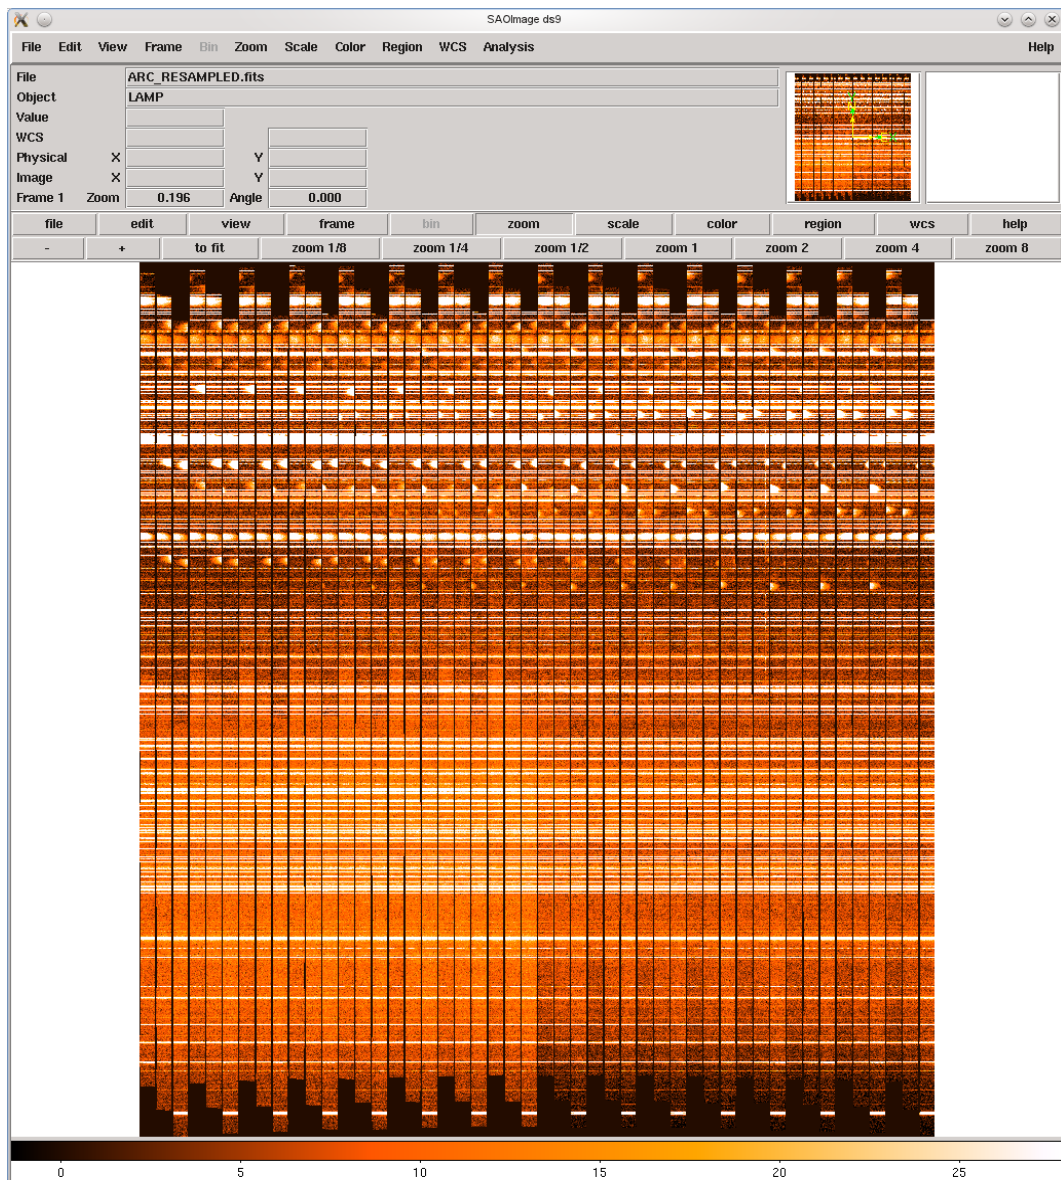 SAOImage ds9
File Edit View Frame Bin Zoom Scale Color Region WCS Analysis Help
File ARC_RESAMPLED.fits
Object LAMP
Value
WCS
Physical X Y
Image X Y
Frame 1 Zoom 0.196 Angle 0.000
file edit view frame bin zoom scale color region wcs help
- + to fit zoom 1/8 zoom 1/4 zoom 1/2 zoom 1 zoom 2 zoom 4 zoom 8
0 5 10 15 20 25